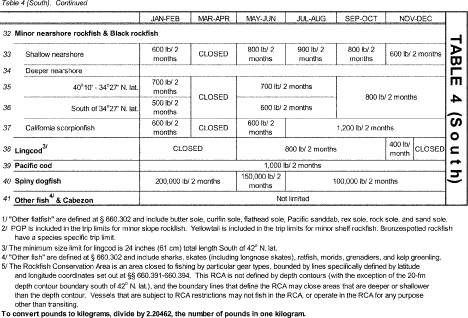 Table 4 (South). Continued
JAN-FEB MAR-APR MAY-JUN JUL-AUG SEP-OCT NOV-DEC
32 Minor nearshore rockfish & Black rockfish
33 Shallow nearshore 600 lb/ 2 months CLOSED 800 lb/ 2 months 900 lb/ 2 months 800 lb/ 2 months 600 lb/ 2 months
34 Deeper nearshore
35 40°10' - 34°27' N. lat. 700 lb/ 2 months CLOSED 700 lb/ 2 months 800 lb/ 2 months
36 South of 34°27' N. lat. 500 lb/ 2 months 600 lb/ 2 months
37 California scorpionfish 600 lb/ 2 months CLOSED 600 lb/ 2 months 1,200 lb/ 2 months
38 Lingcod3/ CLOSED 800 lb/ 2 months 400 lb/ month CLOSED
39 Pacific cod 1,000 lb/ 2 months
40 Spiny dogfish 200,000 lb/ 2 months 150,000 lb/ 2 months 100,000 lb/ 2 months
41 Other fish4/ & Cabezon Not limited
TABLE 4 (South)
1/ "Other flatfish" are defined at § 660.302 and include butter sole, curlfin sole, flathead sole, Pacific sanddab, rex sole, rock sole, and sand sole.
2/ POP is included in the trip limits for minor slope rockfish. Yellowtail is included in the trip limits for minor shelf rockfish. Bronzespotted rockfish
have a species specific trip limit.
3/ The minimum size limit for lingcod is 24 inches (61 cm) total length South of 42° N. lat.
4/ "Other fish" are defined at § 660.302 and include sharks, skates (including longnose skates), ratfish, morids, grenadiers, and kelp greenling.
5/ The Rockfish Conservation Area is an area closed to fishing by particular gear types, bounded by lines specifically defined by latitude
and longitude coordinates set out at §§ 660.391-660.394. This RCA is not defined by depth contours (with the exception of the 20-fm
depth contour boundary south of 42° N. lat.), and the boundary lines that define the RCA may close areas that are deeper or shallower
than the depth contour. Vessels that are subject to RCA restrictions may not fish in the RCA, or operate in the RCA for any purpose
other than transiting.
To convert pounds to kilograms, divide by 2.20462, the number of pounds in one kilogram.